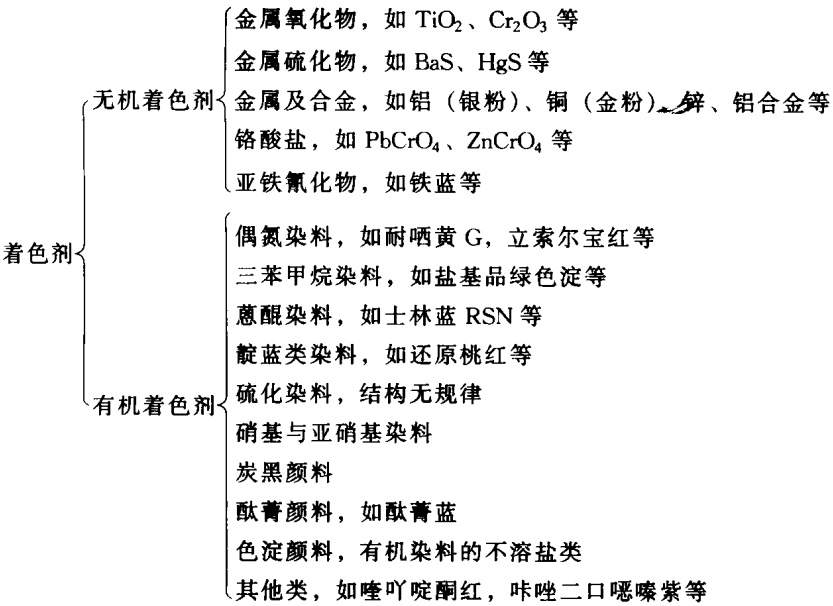 金属氧化物，如 TiO₂、Cr₂O₃ 等
金属硫化物，如 BaS、HgS 等
无机着色剂
金属及合金，如铝（银粉）、铜（金粉）、锌、铝合金等
铬酸盐，如 PbCrO₄、ZnCrO₄ 等
亚铁氰化物，如铁蓝等
着色剂
偶氮染料，如耐哂黄 G，立索尔宝红等
三苯甲烷染料，如盐基品绿色淀等
蒽醌染料，如士林蓝 RSN 等
靛蓝类染料，如还原桃红等
有机着色剂
硫化染料，结构无规律
硝基与亚硝基染料
炭黑颜料
酞菁颜料，如酞菁蓝
色淀颜料，有机染料的不溶盐类
其他类，如喹吖啶酮红，咔唑二口噁嗪紫等